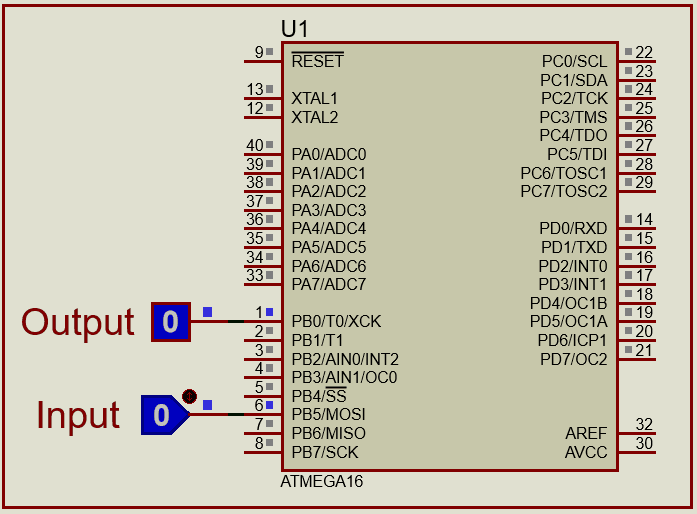 U1
9 RESET
13 XTAL1
12 XTAL2
40 PA0/ADC0
39 PA1/ADC1
38 PA2/ADC2
37 PA3/ADC3
36 PA4/ADC4
35 PA5/ADC5
34 PA6/ADC6
33 PA7/ADC7
Output 0 1 PB0/T0/XCK
2 PB1/T1
3 PB2/AIN0/INT2
4 PB3/AIN1/OC0
5 PB4/SS
Input 0 6 PB5/MOSI
7 PB6/MISO
8 PB7/SCK
PC0/SCL 22
PC1/SDA 23
PC2/TCK 24
PC3/TMS 25
PC4/TDO 26
PC5/TDI 27
PC6/TOSC1 28
PC7/TOSC2 29
PD0/RXD 14
PD1/TXD 15
PD2/INT0 16
PD3/INT1 17
PD4/OC1B 18
PD5/OC1A 19
PD6/ICP1 20
PD7/OC2 21
AREF 32
AVCC 30
ATMEGA16